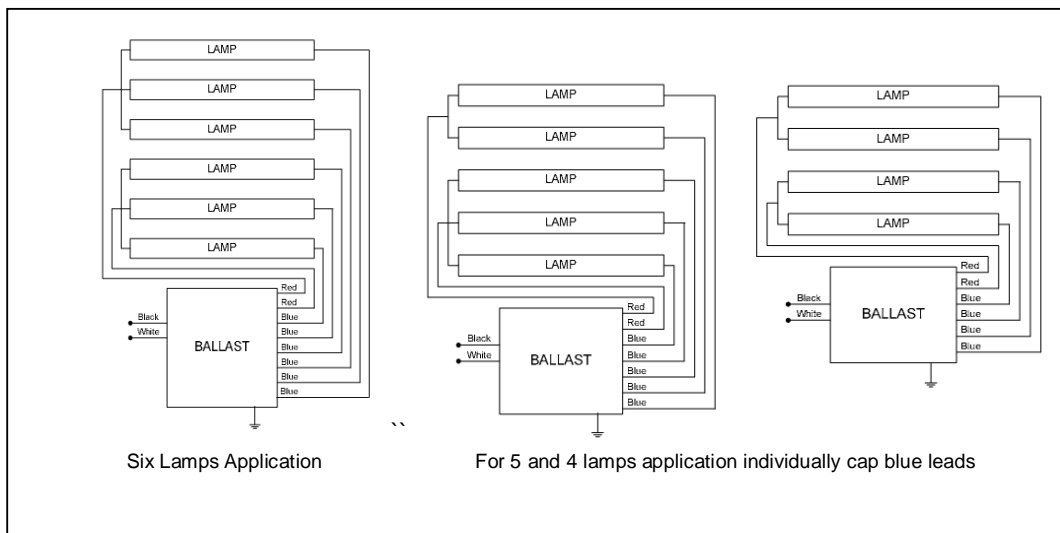 LAMP
LAMP
LAMP
LAMP
LAMP
LAMP
Red
Red
Blue
Blue
Blue
Blue
Blue
Blue
Black
White
BALLAST
LAMP
LAMP
LAMP
LAMP
LAMP
Red
Red
Blue
Blue
Blue
Blue
Blue
Black
White
BALLAST
LAMP
LAMP
LAMP
LAMP
Red
Red
Blue
Blue
Blue
Blue
Black
White
BALLAST
``
Six Lamps Application
For 5 and 4 lamps application individually cap blue leads